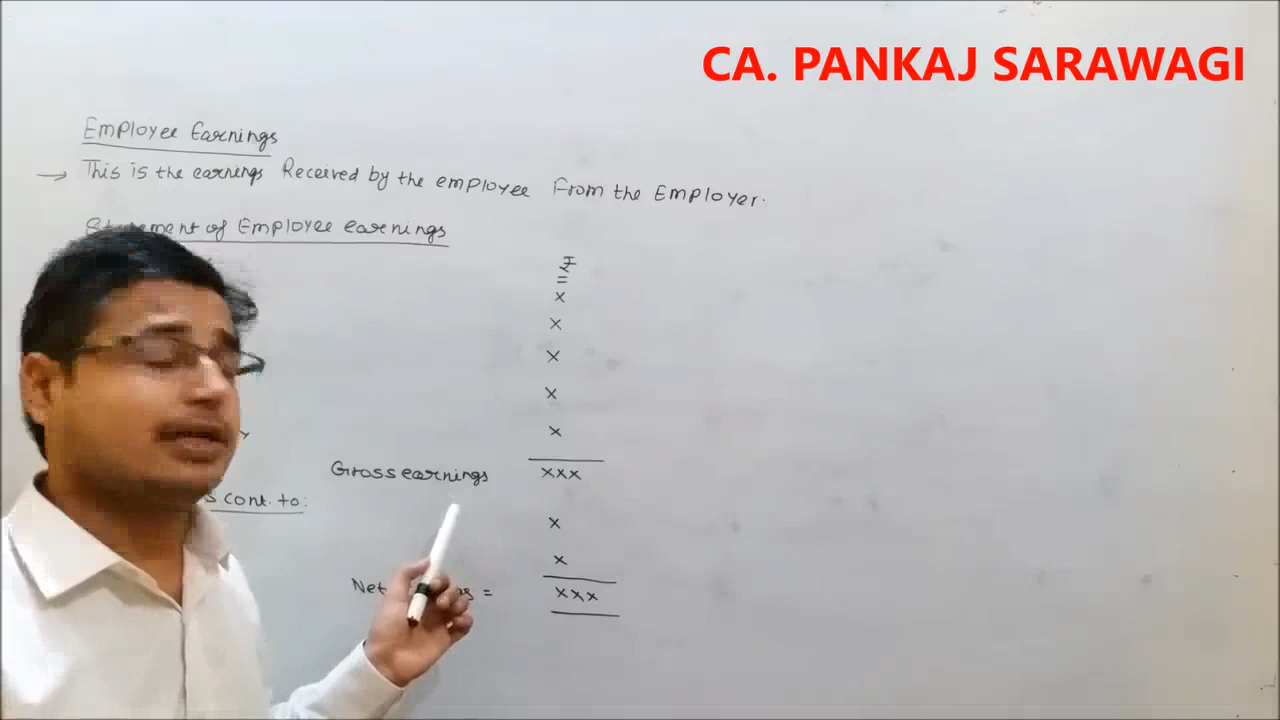 CA. PANKAJ SARAWAGI
Employee Earnings
→ This is the earnings Received by the employee From the Employer.
of Employee earnings
₹
x
x
x
x
x
Gross earnings xxx
cont. to.
x
x
Net = xxx